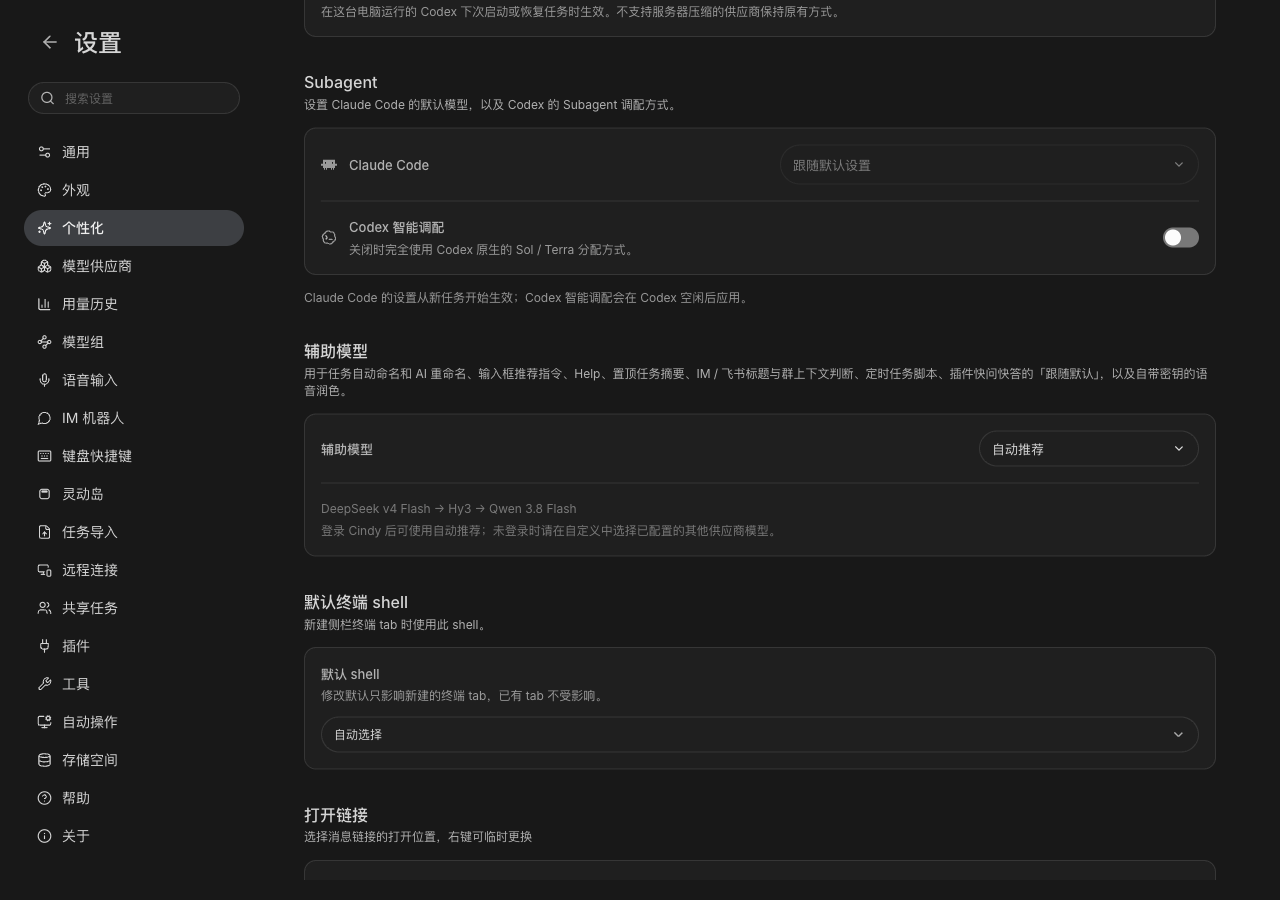 在这台电脑运行的 Codex 下次启动或恢复任务时生效。不支持服务器压缩的供应商保持原有方式。
设置
搜索设置
通用
外观
个性化
模型供应商
用量历史
模型组
语音输入
IM 机器人
键盘快捷键
灵动岛
任务导入
远程连接
共享任务
插件
工具
自动操作
存储空间
帮助
关于
Subagent
设置 Claude Code 的默认模型，以及 Codex 的 Subagent 调配方式。
Claude Code
跟随默认设置
Codex 智能调配
关闭时完全使用 Codex 原生的 Sol / Terra 分配方式。
Claude Code 的设置从新任务开始生效；Codex 智能调配会在 Codex 空闲后应用。
辅助模型
用于任务自动命名和 AI 重命名、输入框推荐指令、Help、置顶任务摘要、IM / 飞书标题与群上下文判断、定时任务脚本、插件快问快答的「跟随默认」，以及自带密钥的语
音润色。
辅助模型
自动推荐
DeepSeek v4 Flash → Hy3 → Qwen 3.8 Flash
登录 Cindy 后可使用自动推荐；未登录时请在自定义中选择已配置的其他供应商模型。
默认终端 shell
新建侧栏终端 tab 时使用此 shell。
默认 shell
修改默认只影响新建的终端 tab，已有 tab 不受影响。
自动选择
打开链接
选择消息链接的打开位置，右键可临时更换